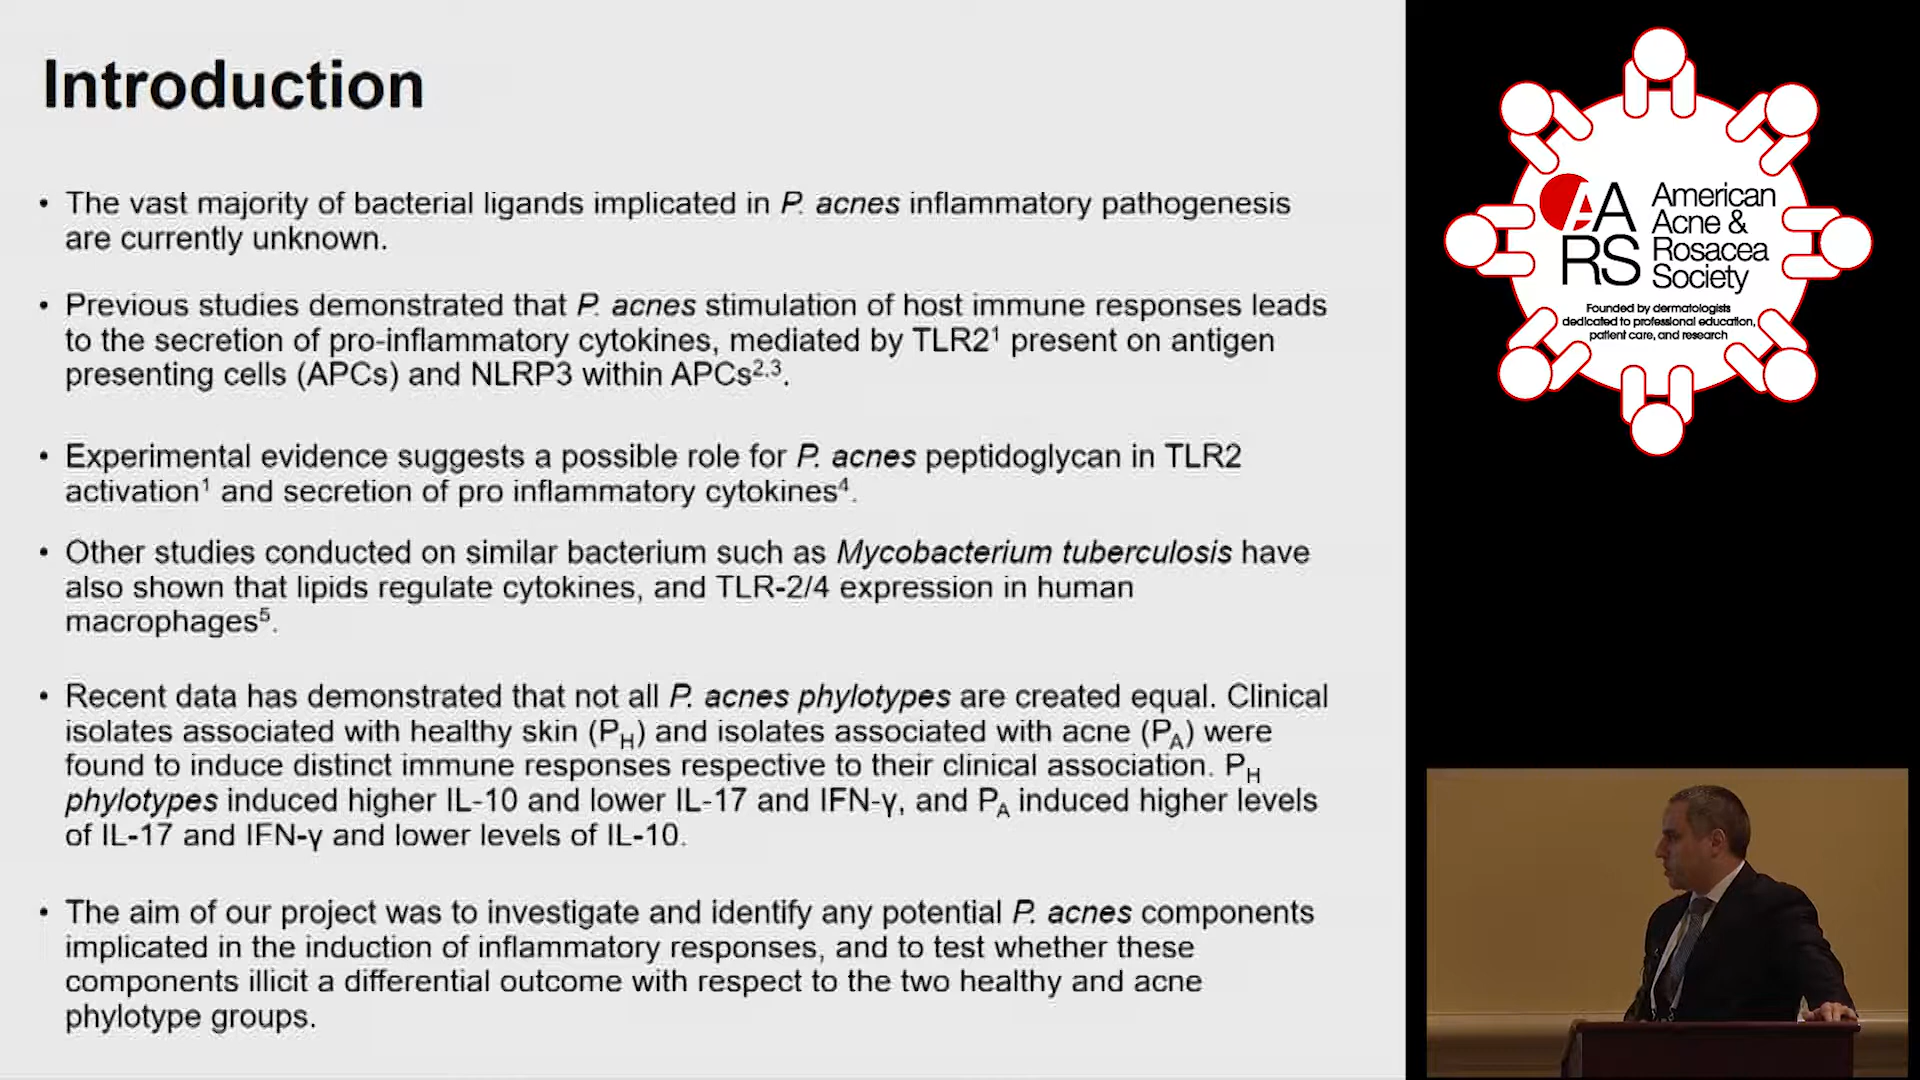 Introduction
• The vast majority of bacterial ligands implicated in P. acnes inflammatory pathogenesis
are currently unknown.
• Previous studies demonstrated that P. acnes stimulation of host immune responses leads
to the secretion of pro-inflammatory cytokines, mediated by TLR2¹ present on antigen
presenting cells (APCs) and NLRP3 within APCs²,³.
• Experimental evidence suggests a possible role for P. acnes peptidoglycan in TLR2
activation¹ and secretion of pro inflammatory cytokines⁴.
• Other studies conducted on similar bacterium such as Mycobacterium tuberculosis have
also shown that lipids regulate cytokines, and TLR-2/4 expression in human
macrophages⁵.
• Recent data has demonstrated that not all P. acnes phylotypes are created equal. Clinical
isolates associated with healthy skin (PH) and isolates associated with acne (PA) were
found to induce distinct immune responses respective to their clinical association. PH
phylotypes induced higher IL-10 and lower IL-17 and IFN-γ, and PA induced higher levels
of IL-17 and IFN-γ and lower levels of IL-10.
• The aim of our project was to investigate and identify any potential P. acnes components
implicated in the induction of inflammatory responses, and to test whether these
components illicit a differential outcome with respect to the two healthy and acne
phylotype groups.
AARS
American
Acne &
Rosacea
Society
Founded by dermatologists
dedicated to professional education,
patient care, and research